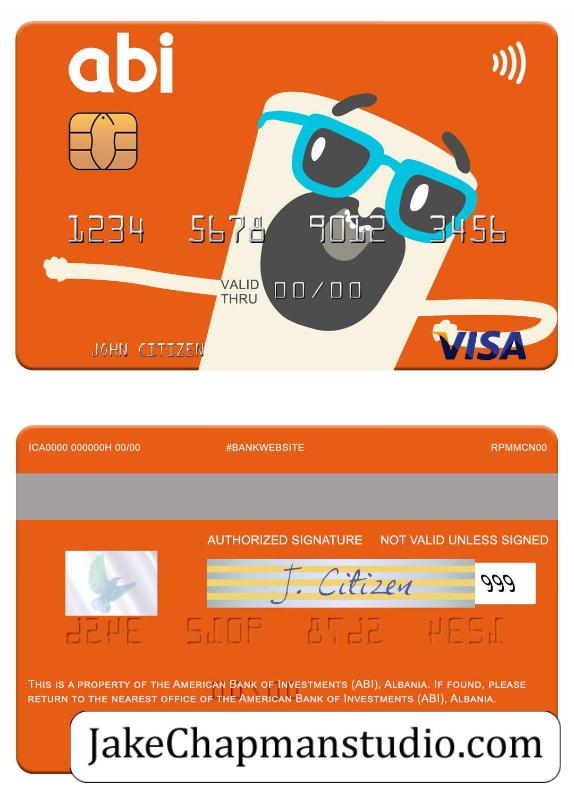 abi
1234 5678 9012 3456
VALID THRU 00/00
JOHN CITIZEN
VISA
ICA0000 000000H 00/00 #BANKWEBSITE RPMMCN00
AUTHORIZED SIGNATURE NOT VALID UNLESS SIGNED
J. Citizen 999
THIS IS A PROPERTY OF THE AMERICAN BANK OF INVESTMENTS (ABI), ALBANIA. IF FOUND, PLEASE
RETURN TO THE NEAREST OFFICE OF THE AMERICAN BANK OF INVESTMENTS (ABI), ALBANIA.
JakeChapmanstudio.com